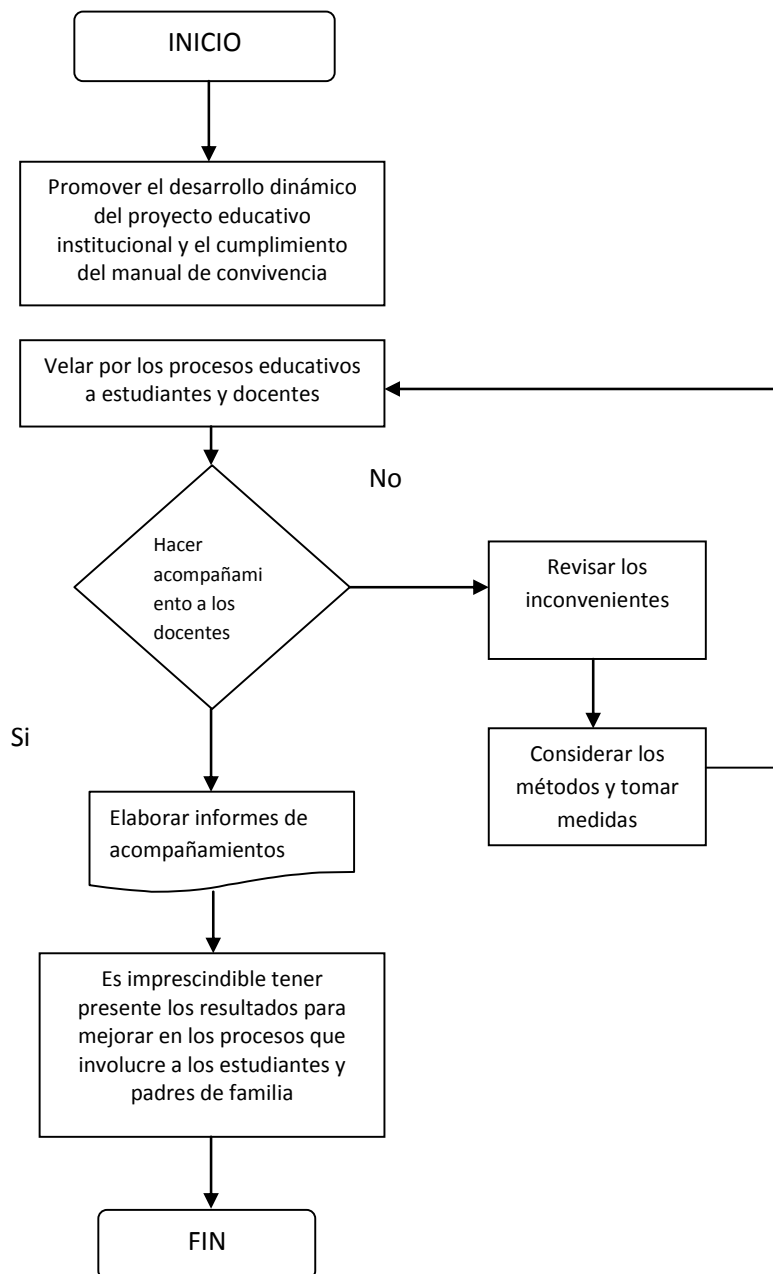 INICIO
Promover el desarrollo dinámico
del proyecto educativo
institucional y el cumplimiento
del manual de convivencia
Velar por los procesos educativos
a estudiantes y docentes
No
Hacer
acompañami
ento a los
docentes
Revisar los
inconvenientes
Si
Considerar los
métodos y tomar
medidas
Elaborar informes de
acompañamientos
Es imprescindible tener
presente los resultados para
mejorar en los procesos que
involucre a los estudiantes y
padres de familia
FIN